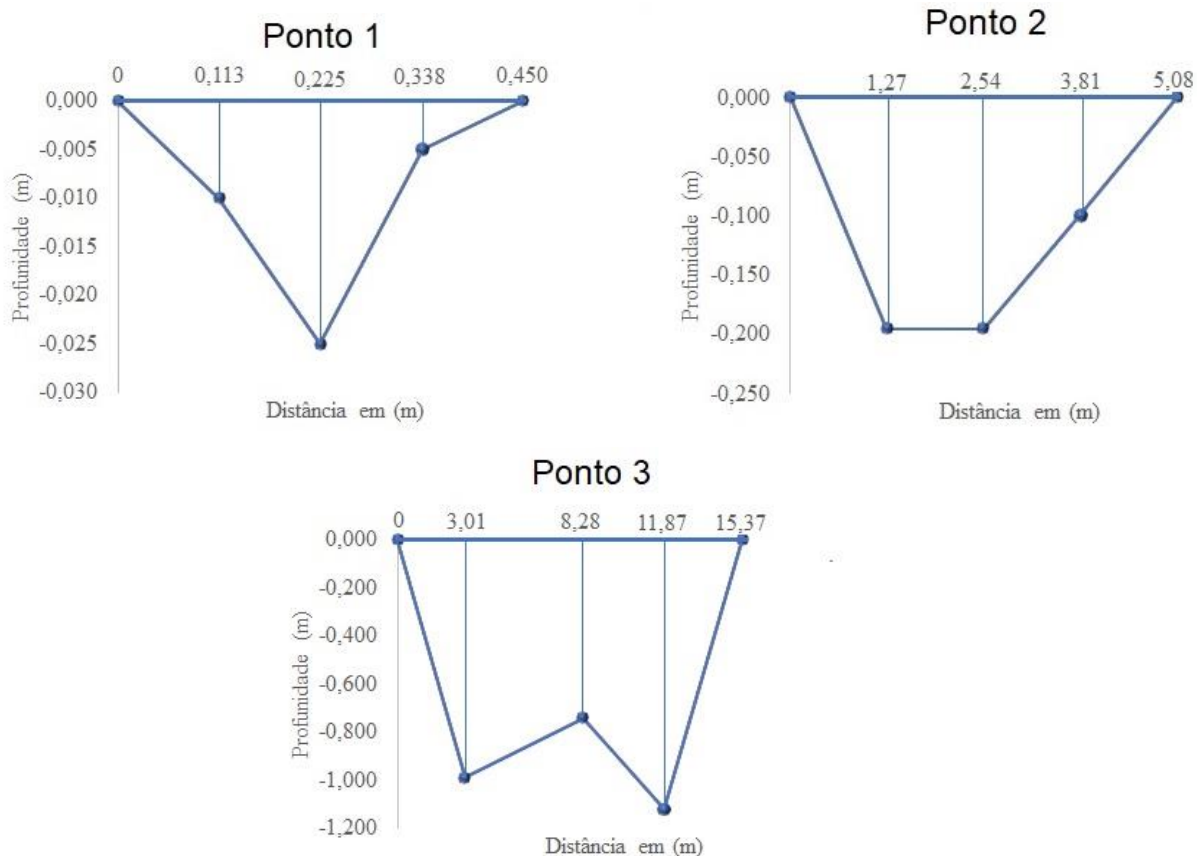 Ponto 1
0 0,113 0,225 0,338 0,450
0,000
-0,005
-0,010
-0,015
-0,020
-0,025
-0,030
Profunidade (m)
Distância em (m)
Ponto 2
1,27 2,54 3,81 5,08
0,000
-0,050
-0,100
-0,150
-0,200
-0,250
Profunidade (m)
Distância em (m)
Ponto 3
0 3,01 8,28 11,87 15,37
0,000
-0,200
-0,400
-0,600
-0,800
-1,000
-1,200
Profunidade (m)
Distância em (m)